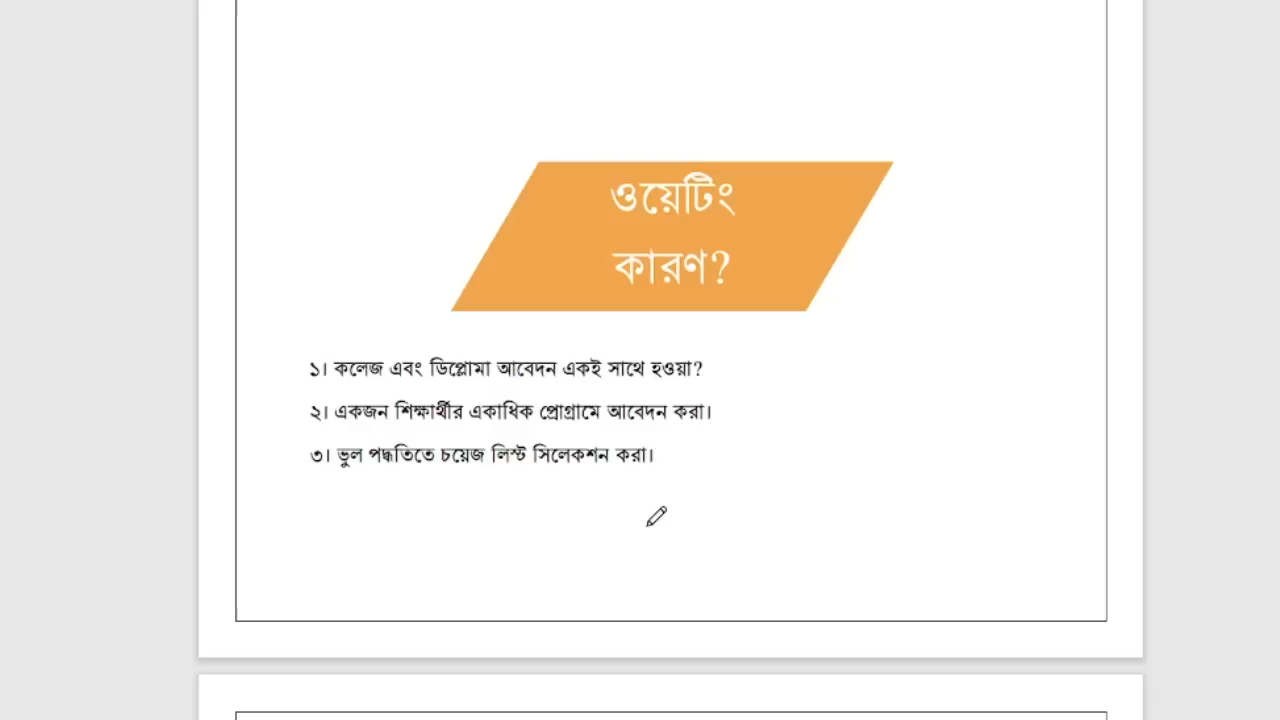 ওয়েটিং
কারণ?
১। কলেজ এবং ডিপ্লোমা আবেদন একই সাথে হওয়া?
২। একজন শিক্ষার্থীর একাধিক প্রোগ্রামে আবেদন করা।
৩। ভুল পদ্ধতিতে চয়েজ লিস্ট সিলেকশন করা।